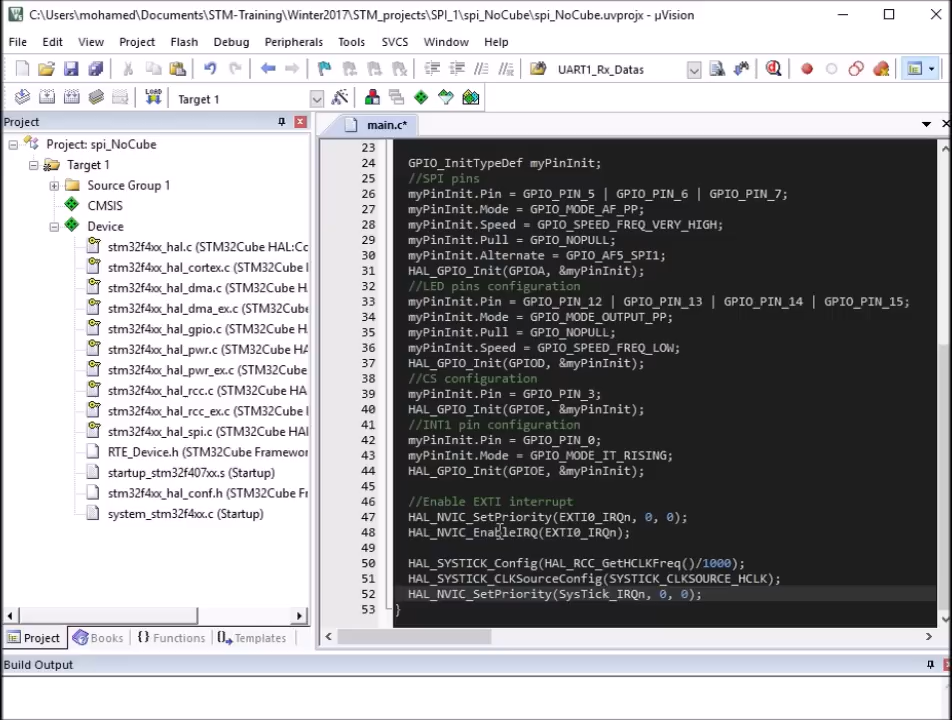 C:\Users\mohamed\Documents\STM-Training\Winter2017\STM_projects\SPI_1\spi_NoCube\spi_NoCube.uvprojx - µVision
File Edit View Project Flash Debug Peripherals Tools SVCS Window Help
UART1_Rx_Datas
LOAD Target 1
Project
main.c*
Project: spi_NoCube
Target 1
Source Group 1
CMSIS
Device
stm32f4xx_hal.c (STM32Cube HAL:Cc
stm32f4xx_hal_cortex.c (STM32Cube
stm32f4xx_hal_dma.c (STM32Cube H.
stm32f4xx_hal_dma_ex.c (STM32Cube
stm32f4xx_hal_gpio.c (STM32Cube H.
stm32f4xx_hal_pwr.c (STM32Cube HA
stm32f4xx_hal_pwr_ex.c (STM32Cube
stm32f4xx_hal_rcc.c (STM32Cube HA
stm32f4xx_hal_rcc_ex.c (STM32Cube
stm32f4xx_hal_spi.c (STM32Cube HAI
RTE_Device.h (STM32Cube Framewor
startup_stm32f407xx.s (Startup)
stm32f4xx_hal_conf.h (STM32Cube F
system_stm32f4xx.c (Startup)
23
24 GPIO_InitTypeDef myPinInit;
25 //SPI pins
26 myPinInit.Pin = GPIO_PIN_5 | GPIO_PIN_6 | GPIO_PIN_7;
27 myPinInit.Mode = GPIO_MODE_AF_PP;
28 myPinInit.Speed = GPIO_SPEED_FREQ_VERY_HIGH;
29 myPinInit.Pull = GPIO_NOPULL;
30 myPinInit.Alternate = GPIO_AF5_SPI1;
31 HAL_GPIO_Init(GPIOA, &myPinInit);
32 //LED pins configuration
33 myPinInit.Pin = GPIO_PIN_12 | GPIO_PIN_13 | GPIO_PIN_14 | GPIO_PIN_15;
34 myPinInit.Mode = GPIO_MODE_OUTPUT_PP;
35 myPinInit.Pull = GPIO_NOPULL;
36 myPinInit.Speed = GPIO_SPEED_FREQ_LOW;
37 HAL_GPIO_Init(GPIOD, &myPinInit);
38 //CS configuration
39 myPinInit.Pin = GPIO_PIN_3;
40 HAL_GPIO_Init(GPIOE, &myPinInit);
41 //INT1 pin configuration
42 myPinInit.Pin = GPIO_PIN_0;
43 myPinInit.Mode = GPIO_MODE_IT_RISING;
44 HAL_GPIO_Init(GPIOE, &myPinInit);
45
46 //Enable EXTI interrupt
47 HAL_NVIC_SetPriority(EXTI0_IRQn, 0, 0);
48 HAL_NVIC_EnableIRQ(EXTI0_IRQn);
49
50 HAL_SYSTICK_Config(HAL_RCC_GetHCLKFreq()/1000);
51 HAL_SYSTICK_CLKSourceConfig(SYSTICK_CLKSOURCE_HCLK);
52 HAL_NVIC_SetPriority(SysTick_IRQn, 0, 0);
53 }
Project Books {} Functions 0 Templates
Build Output